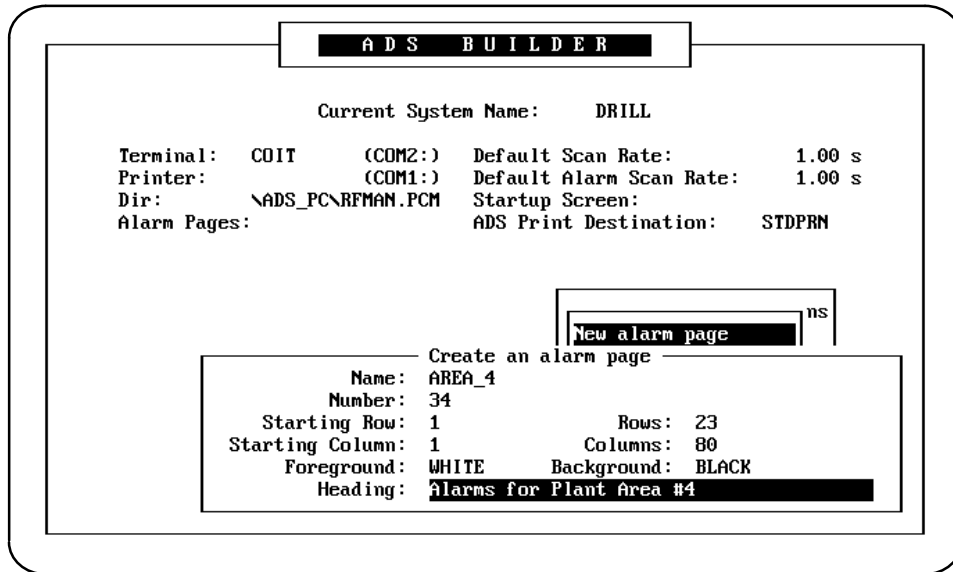 ADS BUILDER
Current System Name: DRILL
Terminal: COIT (COM2:) Default Scan Rate: 1.00 s
Printer: (COM1:) Default Alarm Scan Rate: 1.00 s
Dir: \ADS_PC\RFMAN.PCM Startup Screen:
Alarm Pages: ADS Print Destination: STDPRN
ns
New alarm page
Create an alarm page
Name: AREA_4
Number: 34
Starting Row: 1 Rows: 23
Starting Column: 1 Columns: 80
Foreground: WHITE Background: BLACK
Heading: Alarms for Plant Area #4